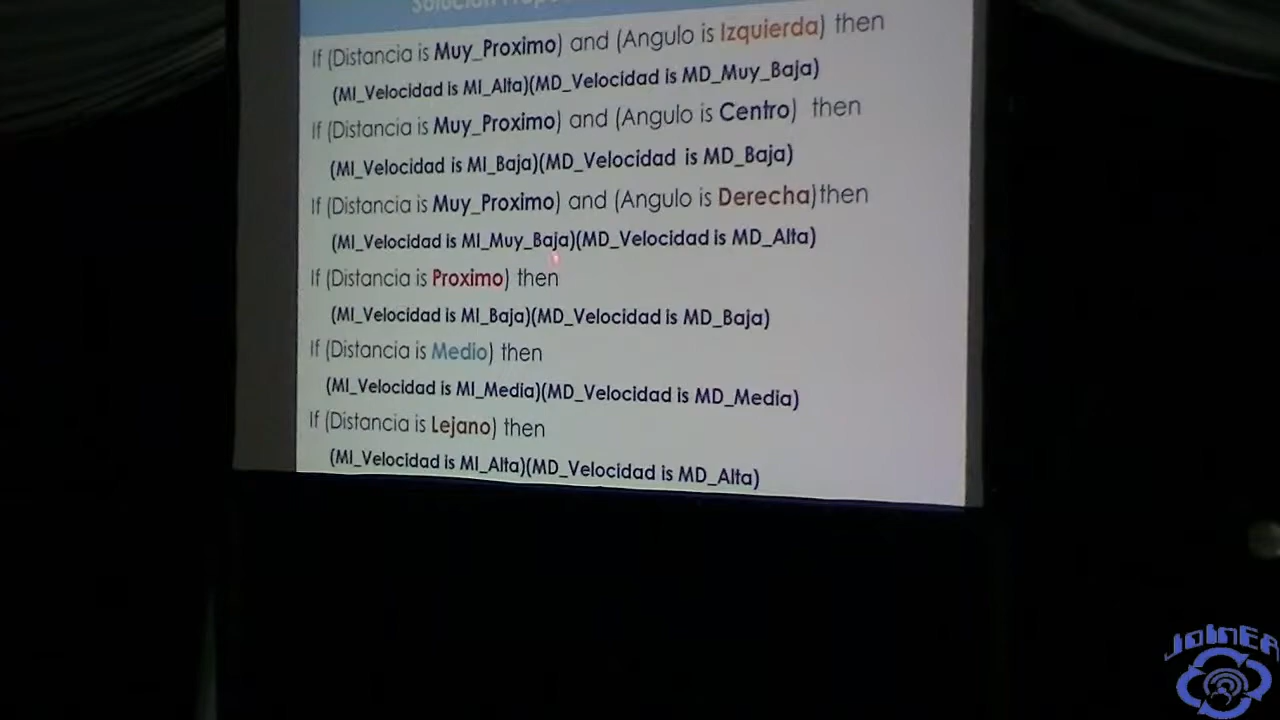 Solución
If (Distancia is Muy_Proximo) and (Angulo is Izquierda) then
(MI_Velocidad is MI_Alta)(MD_Velocidad is MD_Muy_Baja)
If (Distancia is Muy_Proximo) and (Angulo is Centro) then
(MI_Velocidad is MI_Baja)(MD_Velocidad is MD_Baja)
If (Distancia is Muy_Proximo) and (Angulo is Derecha)then
(MI_Velocidad is MI_Muy_Baja)(MD_Velocidad is MD_Alta)
If (Distancia is Proximo) then
(MI_Velocidad is MI_Baja)(MD_Velocidad is MD_Baja)
If (Distancia is Medio) then
(MI_Velocidad is MI_Media)(MD_Velocidad is MD_Media)
If (Distancia is Lejano) then
(MI_Velocidad is MI_Alta)(MD_Velocidad is MD_Alta)
JoinEA